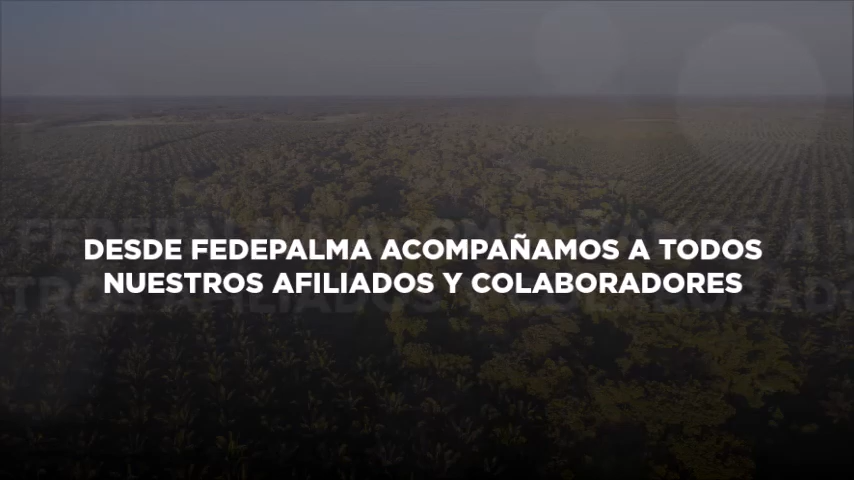 DESDE FEDEPALMA ACOMPAÑAMOS A TODOS
NUESTROS AFILIADOS Y COLABORADORES